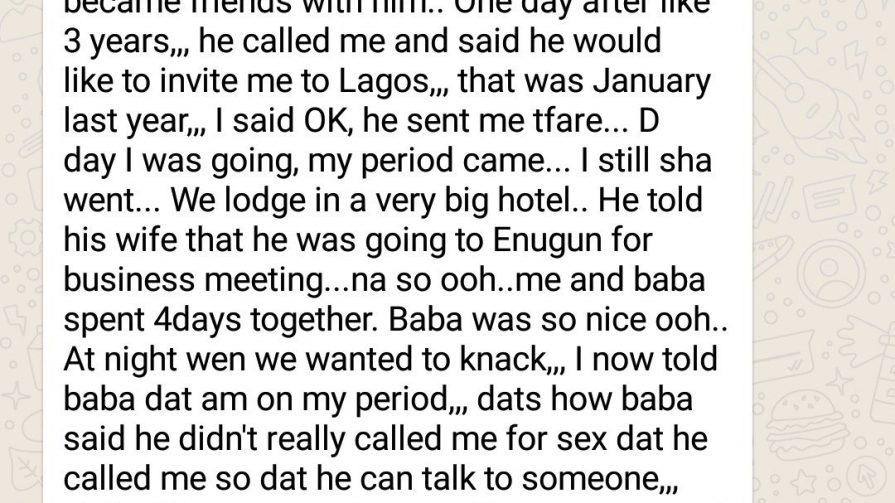 became friends with him.. One day after like
3 years,,, he called me and said he would
like to invite me to Lagos,,, that was January
last year,,, I said OK, he sent me tfare... D
day I was going, my period came... I still sha
went... We lodge in a very big hotel.. He told
his wife that he was going to Enugun for
business meeting...na so ooh..me and baba
spent 4days together. Baba was so nice ooh..
At night wen we wanted to knack,,, I now told
baba dat am on my period,,, dats how baba
said he didn't really called me for sex dat he
called me so dat he can talk to someone,,,